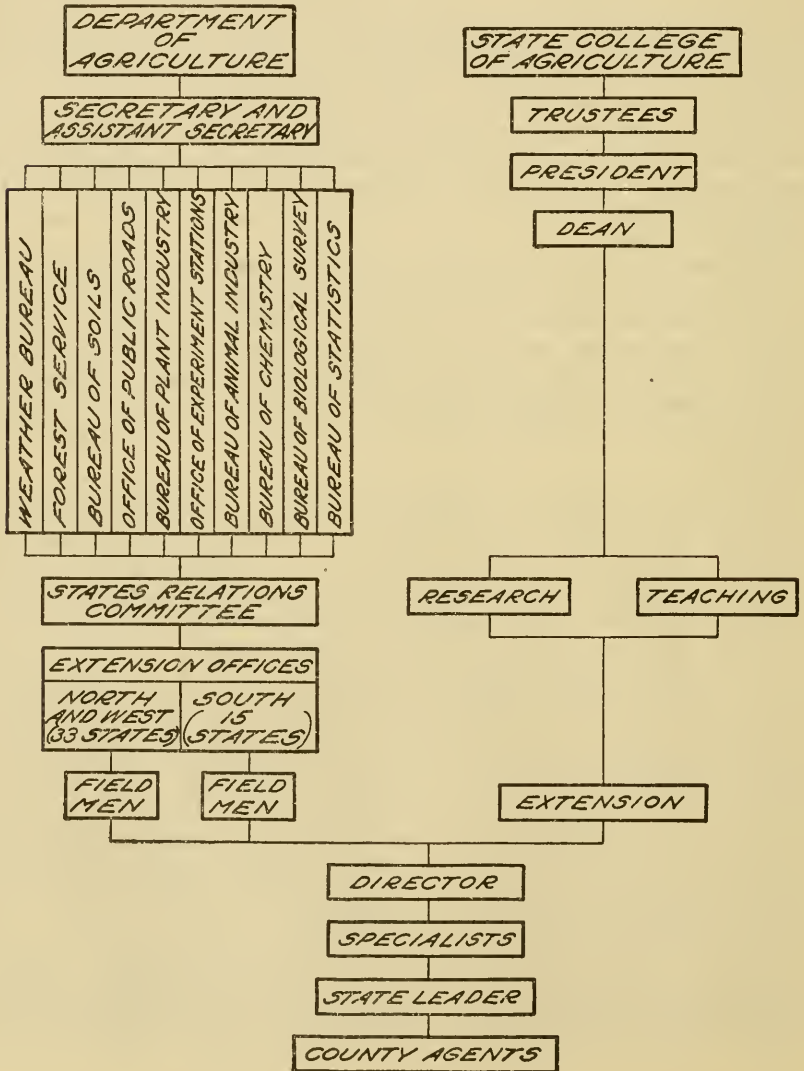 DEPARTMENT
OF
AGRICULTURE
SECRETARY AND
ASSISTANT SECRETARY
WEATHER BUREAU
FOREST SERVICE
BUREAU OF SOILS
OFFICE OF PUBLIC ROADS
BUREAU OF PLANT INDUSTRY
OFFICE OF EXPERIMENT STATIONS
BUREAU OF ANIMAL INDUSTRY
BUREAU OF CHEMISTRY
BUREAU OF BIOLOGICAL SURVEY
BUREAU OF STATISTICS
STATES RELATIONS
COMMITTEE
EXTENSION OFFICES
NORTH
AND WEST
(33 STATES)
SOUTH
(15
STATES)
FIELD
MEN
FIELD
MEN
STATE COLLEGE
OF AGRICULTURE
TRUSTEES
PRESIDENT
DEAN
RESEARCH
TEACHING
EXTENSION
DIRECTOR
SPECIALISTS
STATE LEADER
COUNTY AGENTS